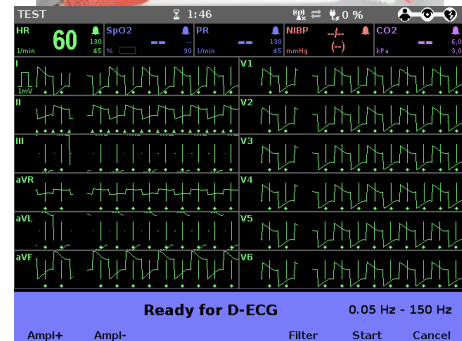 TEST 1:46 0 %
HR 60 130 45 1/min
SpO2 -- -- 90 %
PR -- 130 45 1/min
NIBP --/-- (--) mmHg
CO2 -- 6,0 3,0 kPa
I V1
1mV
II V2
III V3
aVR V4
aVL V5
aVF V6
Ready for D-ECG 0.05 Hz - 150 Hz
Ampl+ Ampl- Filter Start Cancel